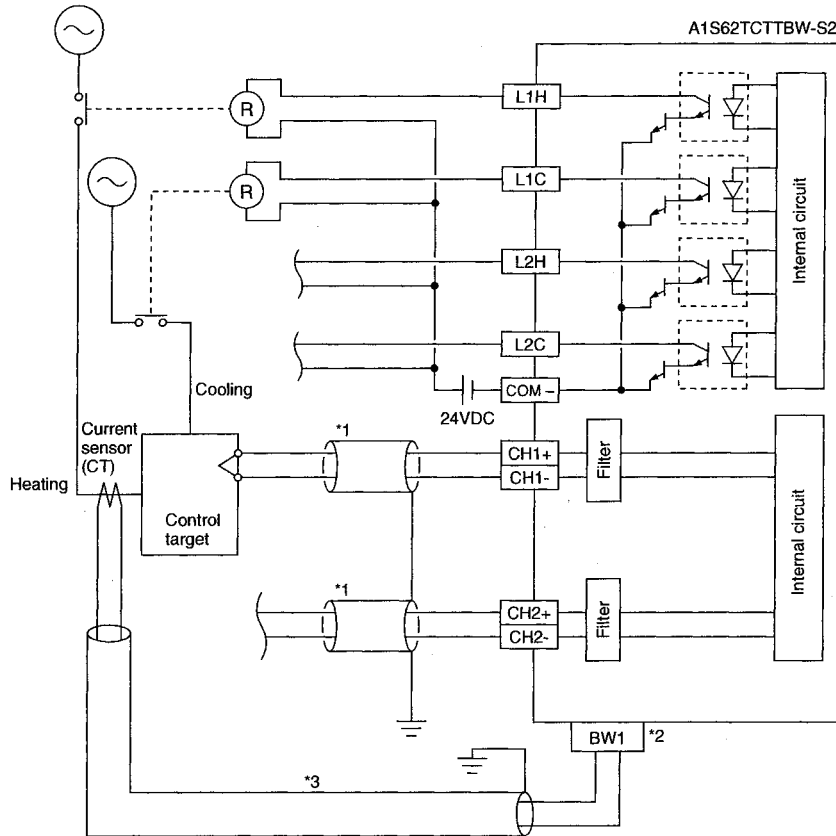 A1S62TCTTBW-S2
R
L1H
R
L1C
L2H
L2C
COM –
24VDC
Internal circuit
Cooling
Current
sensor
(CT)
Heating
Control
target
*1
CH1+
CH1-
Filter
*1
CH2+
CH2-
Filter
Internal circuit
BW1
*2
*3